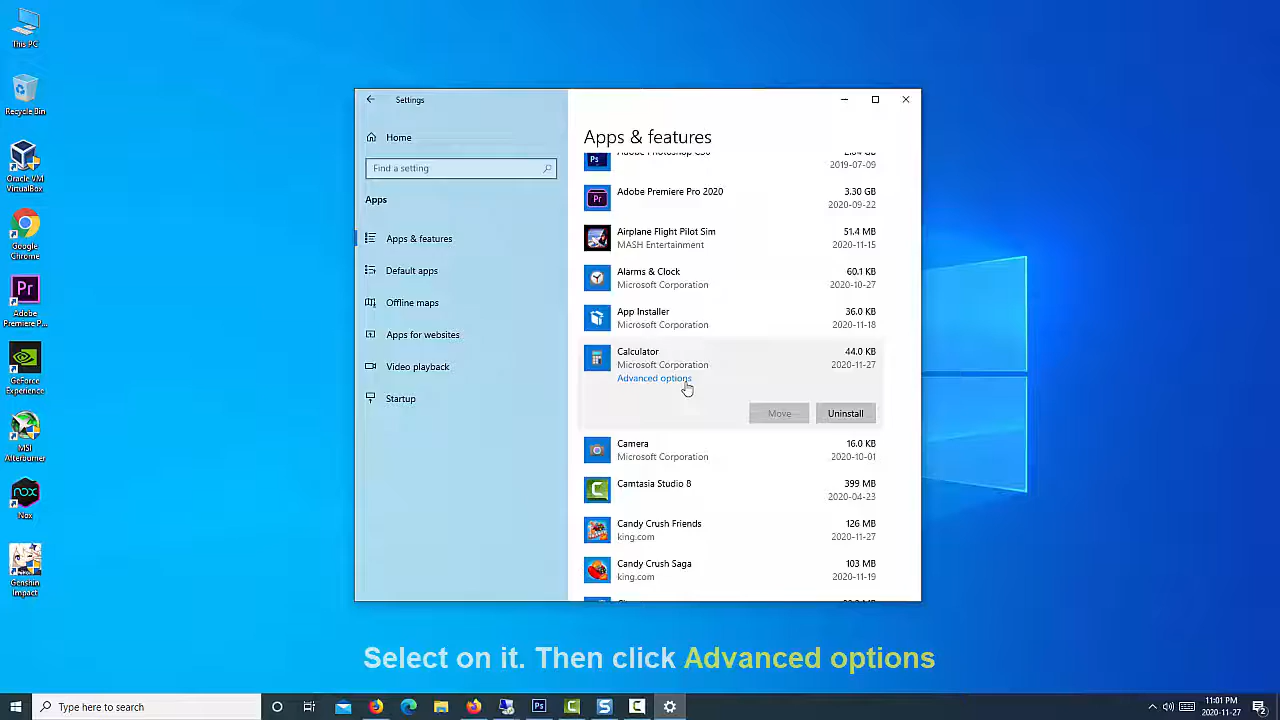 This PC
Recycle Bin
Oracle VM
VirtualBox
Google
Chrome
Pr
Adobe
Premiere P...
GeForce
Experience
MSI
Afterburner
nox
Nox
Genshin
Impact
Settings
Home
Find a setting
Apps
Apps & features
Default apps
Offline maps
Apps for websites
Video playback
Startup
Apps & features
Ps
2019-07-09
Pr
Adobe Premiere Pro 2020
3.30 GB
2020-09-22
Airplane Flight Pilot Sim
51.4 MB
MASH Entertainment
2020-11-15
Alarms & Clock
60.1 KB
Microsoft Corporation
2020-10-27
App Installer
36.0 KB
Microsoft Corporation
2020-11-18
Calculator
44.0 KB
Microsoft Corporation
2020-11-27
Advanced options
Move
Uninstall
Camera
16.0 KB
Microsoft Corporation
2020-10-01
Camtasia Studio 8
399 MB
2020-04-23
Candy Crush Friends
126 MB
king.com
2020-11-27
Candy Crush Saga
103 MB
king.com
2020-11-19
Select on it. Then click Advanced options
Type here to search
Ps
11:01 PM
2020-11-27
2